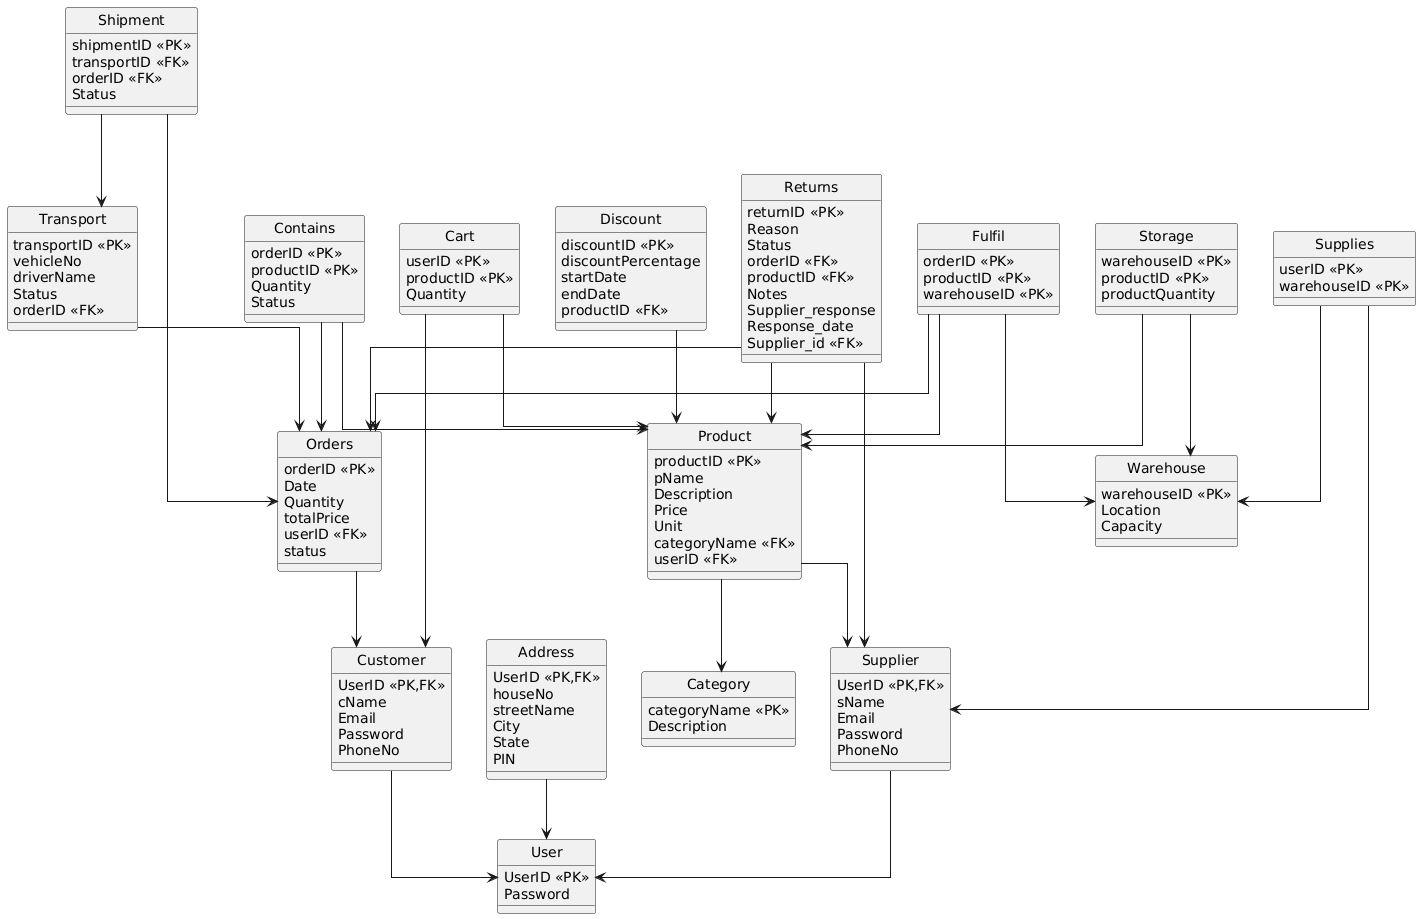 Shipment
shipmentID «PK»
transportID «FK»
orderID «FK»
Status
Transport
transportID «PK»
vehicleNo
driverName
Status
orderID «FK»
Contains
orderID «PK»
productID «PK»
Quantity
Status
Cart
userID «PK»
productID «PK»
Quantity
Discount
discountID «PK»
discountPercentage
startDate
endDate
productID «FK»
Returns
returnID «PK»
Reason
Status
orderID «FK»
productID «FK»
Notes
Supplier_response
Response_date
Supplier_id «FK»
Fulfil
orderID «PK»
productID «PK»
warehouseID «PK»
Storage
warehouseID «PK»
productID «PK»
productQuantity
Supplies
userID «PK»
warehouseID «PK»
Orders
orderID «PK»
Date
Quantity
totalPrice
userID «FK»
status
Product
productID «PK»
pName
Description
Price
Unit
categoryName «FK»
userID «FK»
Warehouse
warehouseID «PK»
Location
Capacity
Customer
UserID «PK,FK»
cName
Email
Password
PhoneNo
Address
UserID «PK,FK»
houseNo
streetName
City
State
PIN
Category
categoryName «PK»
Description
Supplier
UserID «PK,FK»
sName
Email
Password
PhoneNo
User
UserID «PK»
Password